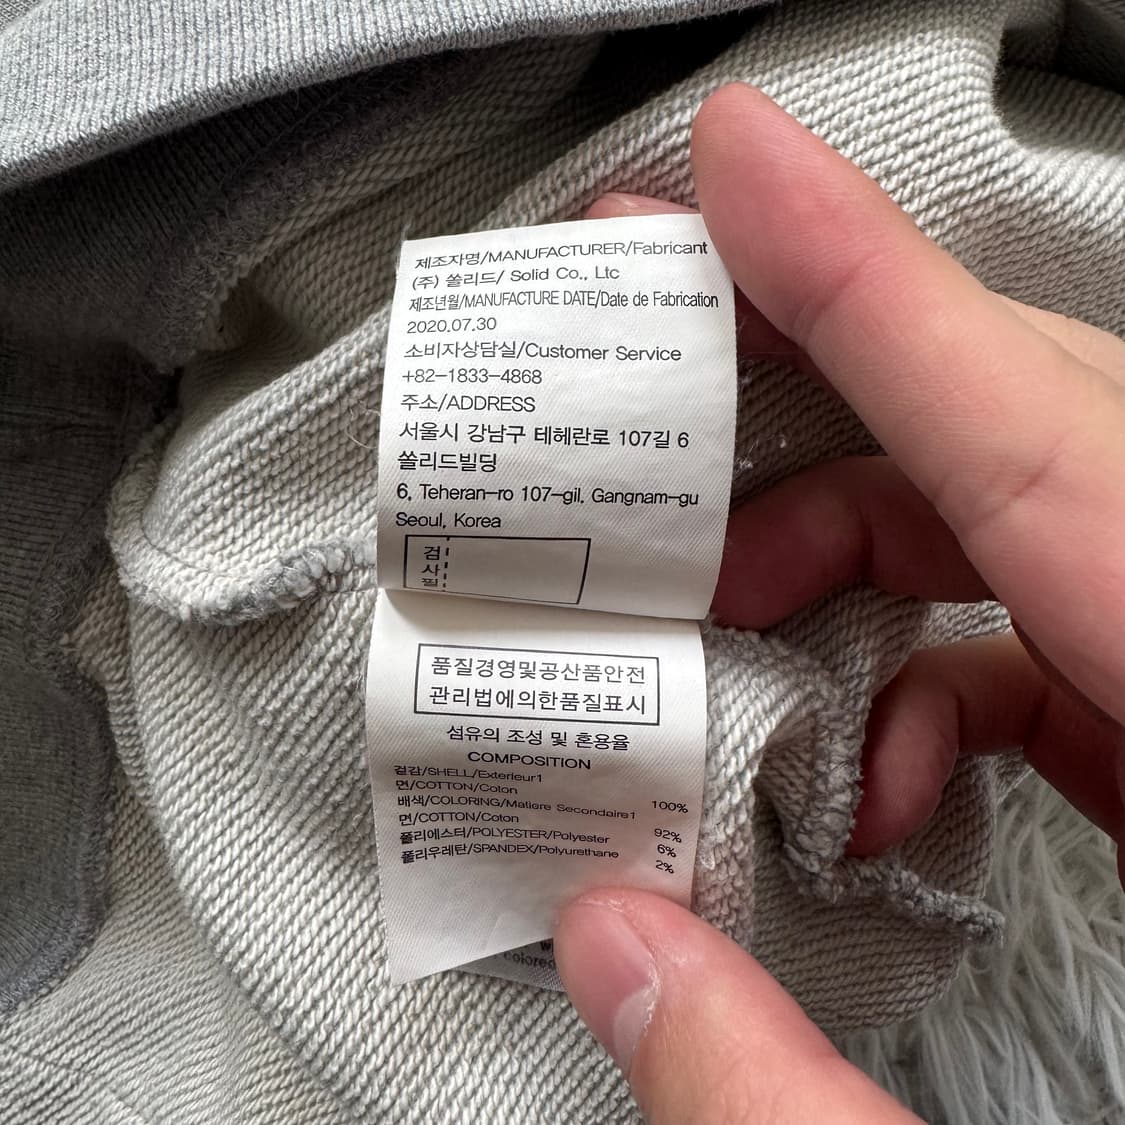 제조자명/MANUFACTURER/Fabricant
(주) 쏠리드/ Solid Co., Ltc
제조년월/MANUFACTURE DATE/Date de Fabrication
2020.07.30
소비자상담실/Customer Service
+82-1833-4868
주소/ADDRESS
서울시 강남구 테헤란로 107길 6
쏠리드빌딩
6, Teheran-ro 107-gil, Gangnam-gu
Seoul, Korea
검사필
품질경영및공산품안전
관리법에의한품질표시
섬유의 조성 및 혼용율
COMPOSITION
겉감/SHELL/Exterieur1
면/COTTON/Coton 100%
배색/COLORING/Matiere Secondaire1
면/COTTON/Coton 92%
폴리에스터/POLYESTER/Polyester 6%
폴리우레탄/SPANDEX/Polyurethane 2%